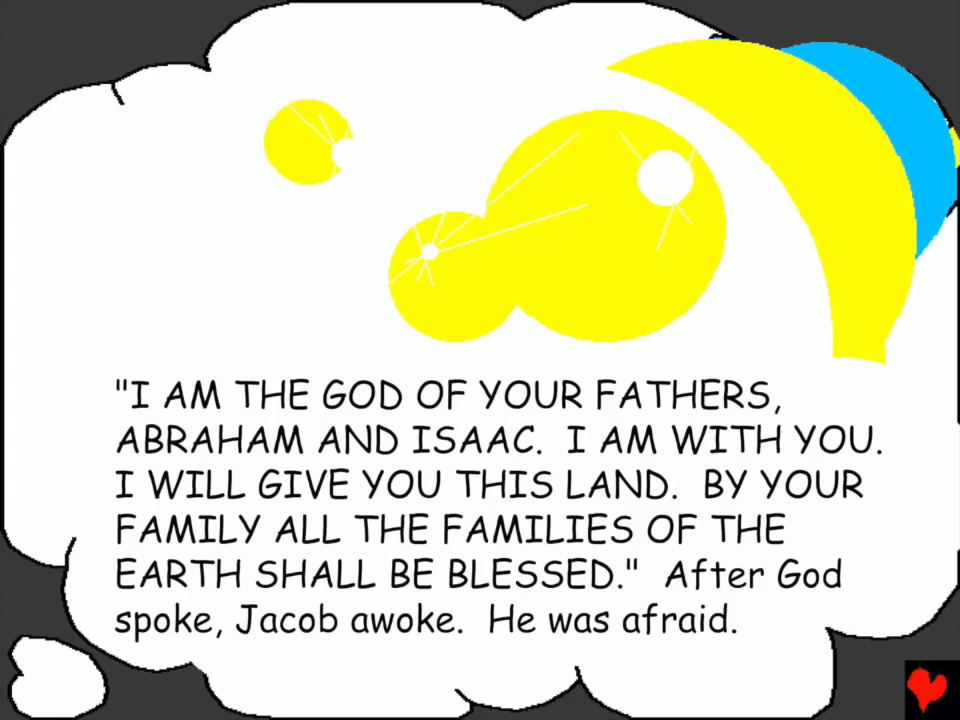 "I AM THE GOD OF YOUR FATHERS,
ABRAHAM AND ISAAC.  I AM WITH YOU.
I WILL GIVE YOU THIS LAND.  BY YOUR
FAMILY ALL THE FAMILIES OF THE
EARTH SHALL BE BLESSED."  After God
spoke, Jacob awoke.  He was afraid.